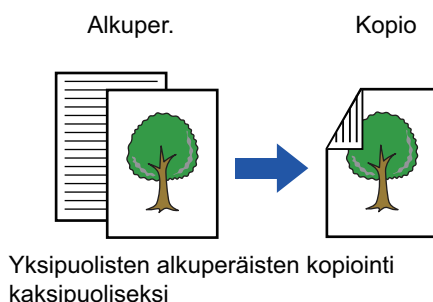 Alkuper.
Kopio
Yksipuolisten alkuperäisten kopiointi
kaksipuoliseksi